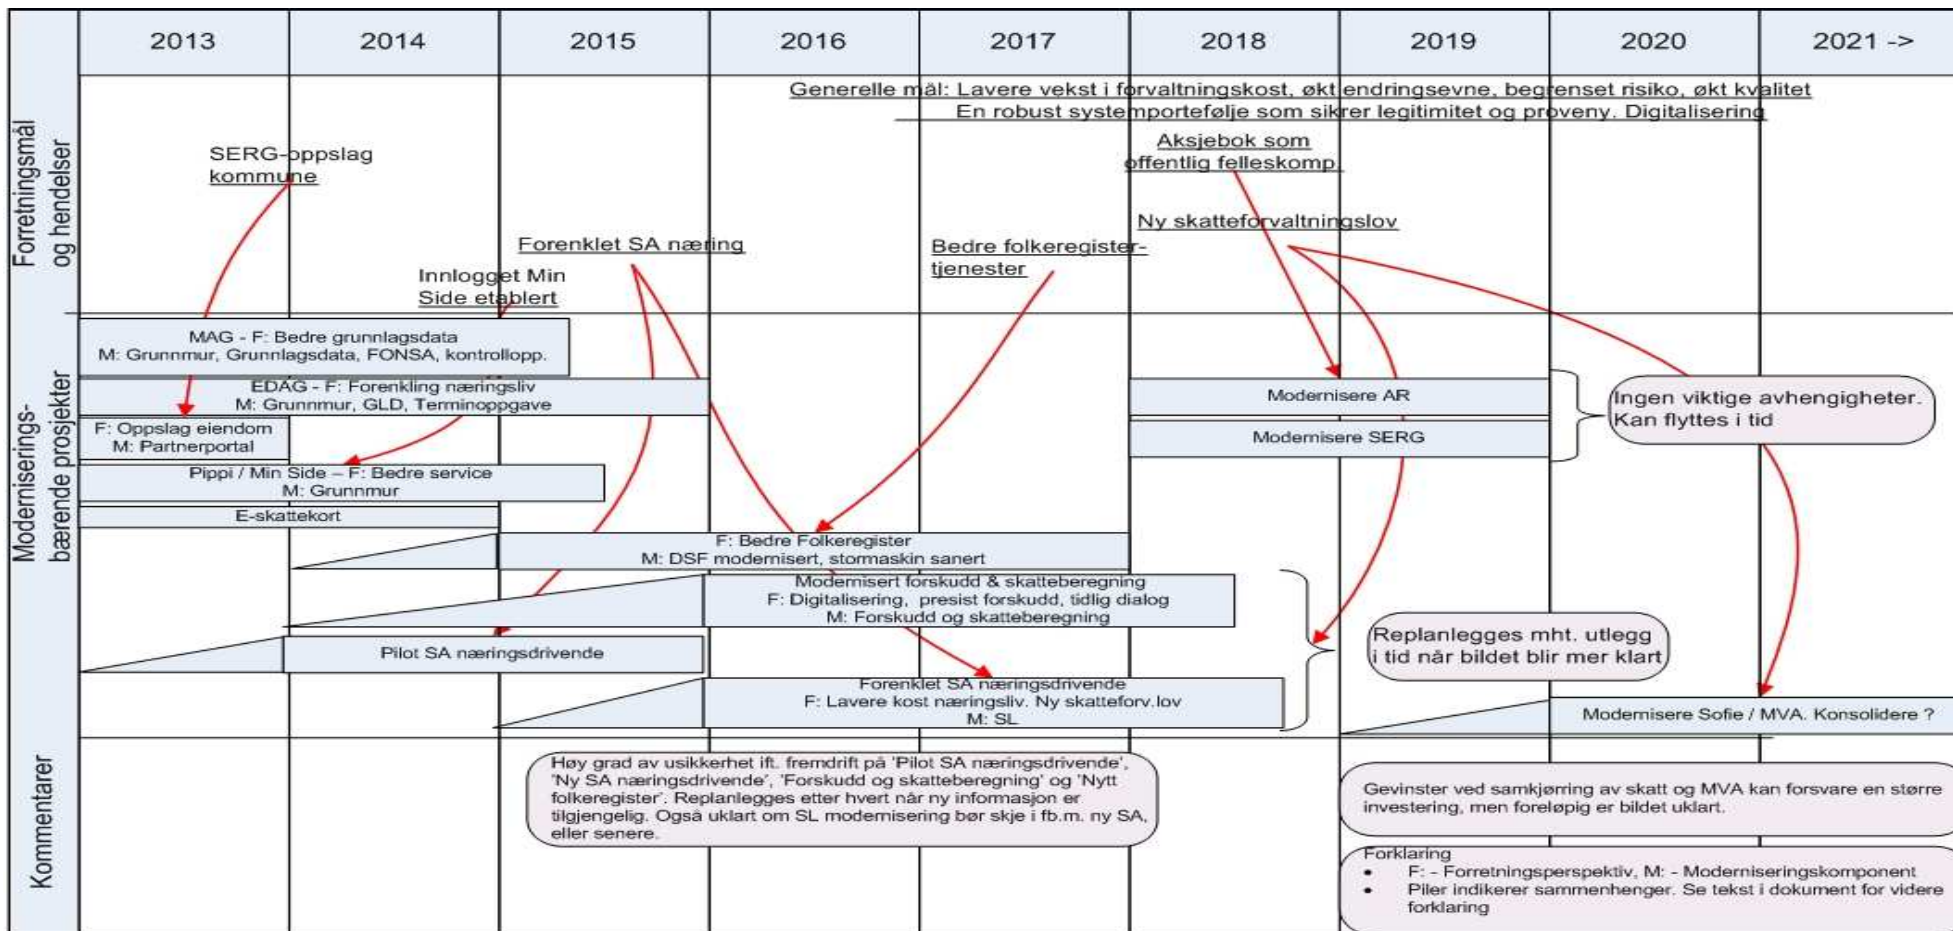 2013
2014
2015
2016
2017
2018
2019
2020
2021 ->
Forretningsmål
og hendelser
Generelle mål: Lavere vekst i forvaltningskost, økt endringsevne, begrenset risiko, økt kvalitet
En robust systemportefølje som sikrer legitimitet og proveny. Digitalisering
SERG-oppslag
kommune
Aksjebok som
offentlig felleskomp.
Ny skatteforvaltningslov
Forenklet SA næring
Bedre folkeregister-
tjenester
Innlogget Min
Side etablert
Moderniserings-
bærende prosjekter
MAG - F: Bedre grunnlagsdata
M: Grunnmur, Grunnlagsdata, FONSA, kontrollopp.
EDAG - F: Forenkling næringsliv
M: Grunnmur, GLD, Terminoppgave
F: Oppslag eiendom
M: Partnerportal
Pippi / Min Side – F: Bedre service
M: Grunnmur
E-skattekort
Modernisere AR
Modernisere SERG
Ingen viktige avhengigheter.
Kan flyttes i tid
F: Bedre Folkeregister
M: DSF modernisert, stormaskin sanert
Modernisert forskudd & skatteberegning
F: Digitalisering, presist forskudd, tidlig dialog
M: Forskudd og skatteberegning
Pilot SA næringsdrivende
Replanlegges mht. utlegg
i tid når bildet blir mer klart
Forenklet SA næringsdrivende
F: Lavere kost næringsliv. Ny skatteforv.lov
M: SL
Modernisere Sofie / MVA. Konsolidere ?
Kommentarer
Høy grad av usikkerhet ift. fremdrift på 'Pilot SA næringsdrivende',
'Ny SA næringsdrivende', 'Forskudd og skatteberegning' og 'Nytt
folkeregister'. Replanlegges etter hvert når ny informasjon er
tilgjengelig. Også uklart om SL modernisering bør skje i fb.m. ny SA,
eller senere.
Gevinster ved samkjøring av skatt og MVA kan forsvare en større
investering, men foreløpig er bildet uklart.
Forklaring
• F: - Forretningsperspektiv, M: - Moderniseringskomponent
• Piler indikerer sammenhenger. Se tekst i dokument for videre
forklaring